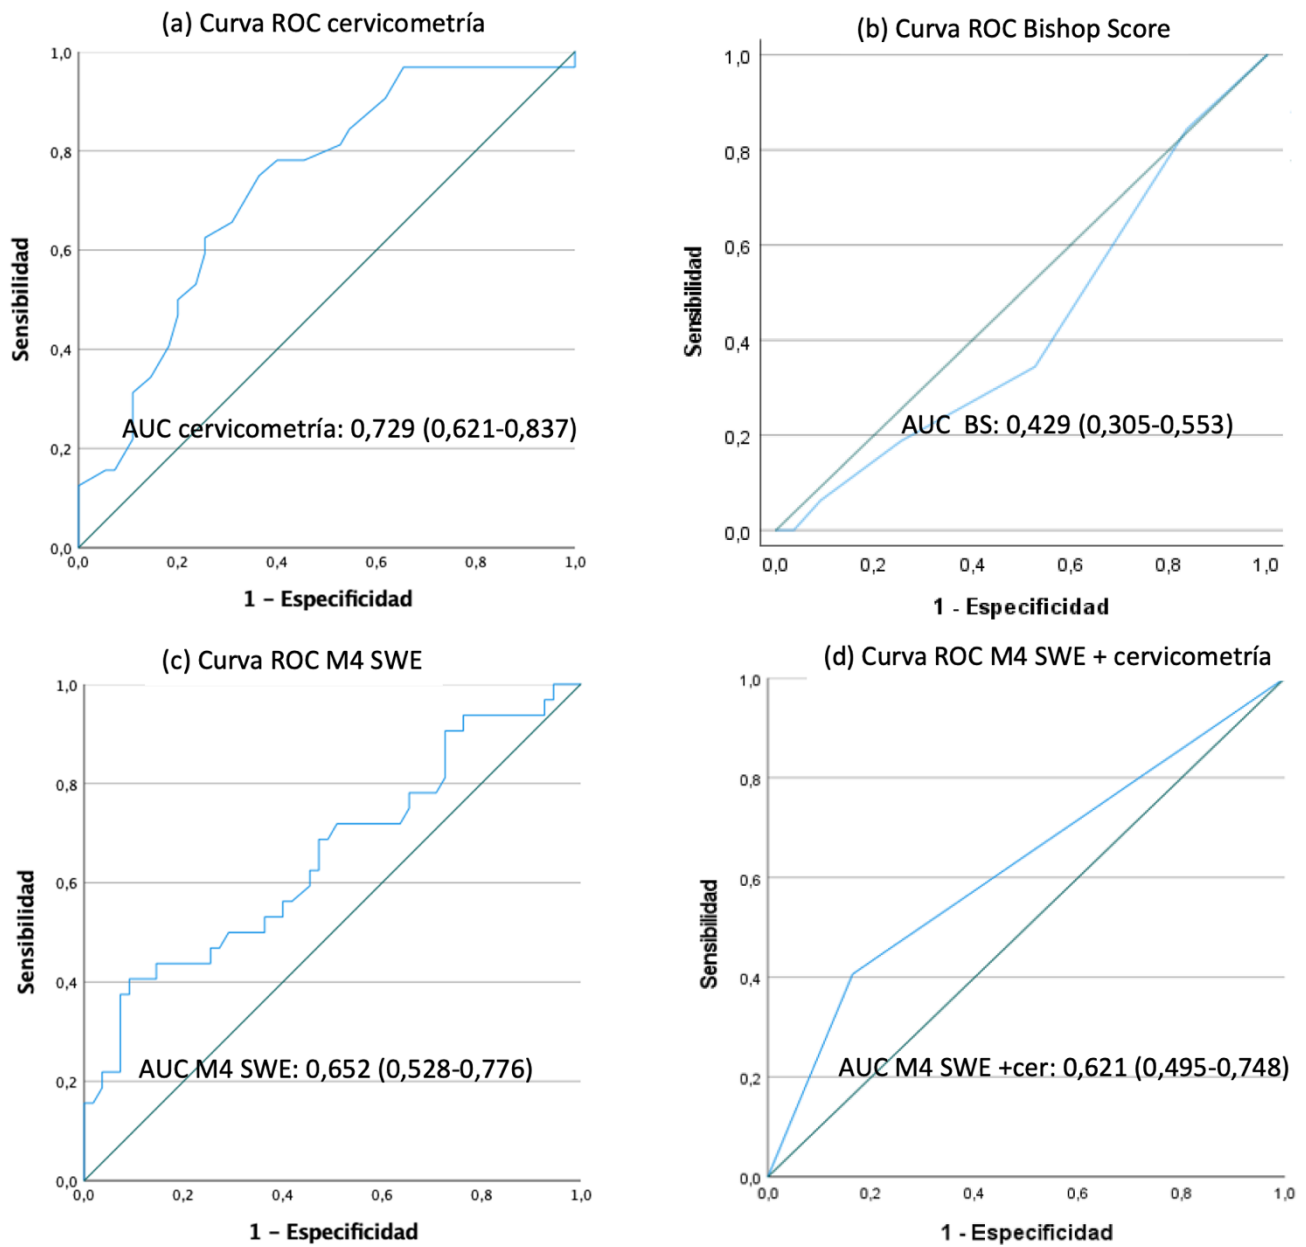 (a) Curva ROC cervicometría
1,0
0,8
0,6
0,4
0,2
0,0
0,0 0,2 0,4 0,6 0,8 1,0
Sensibilidad
1 – Especificidad
AUC cervicometría: 0,729 (0,621-0,837)
(b) Curva ROC Bishop Score
1,0
0,8
0,6
0,4
0,2
0,0
0,0 0,2 0,4 0,6 0,8 1,0
Sensibilidad
1 - Especificidad
AUC BS: 0,429 (0,305-0,553)
(c) Curva ROC M4 SWE
1,0
0,8
0,6
0,4
0,2
0,0
0,0 0,2 0,4 0,6 0,8 1,0
Sensibilidad
1 – Especificidad
AUC M4 SWE: 0,652 (0,528-0,776)
(d) Curva ROC M4 SWE + cervicometría
1,0
0,8
0,6
0,4
0,2
0,0
0,0 0,2 0,4 0,6 0,8 1,0
Sensibilidad
1 - Especificidad
AUC M4 SWE +cer: 0,621 (0,495-0,748)